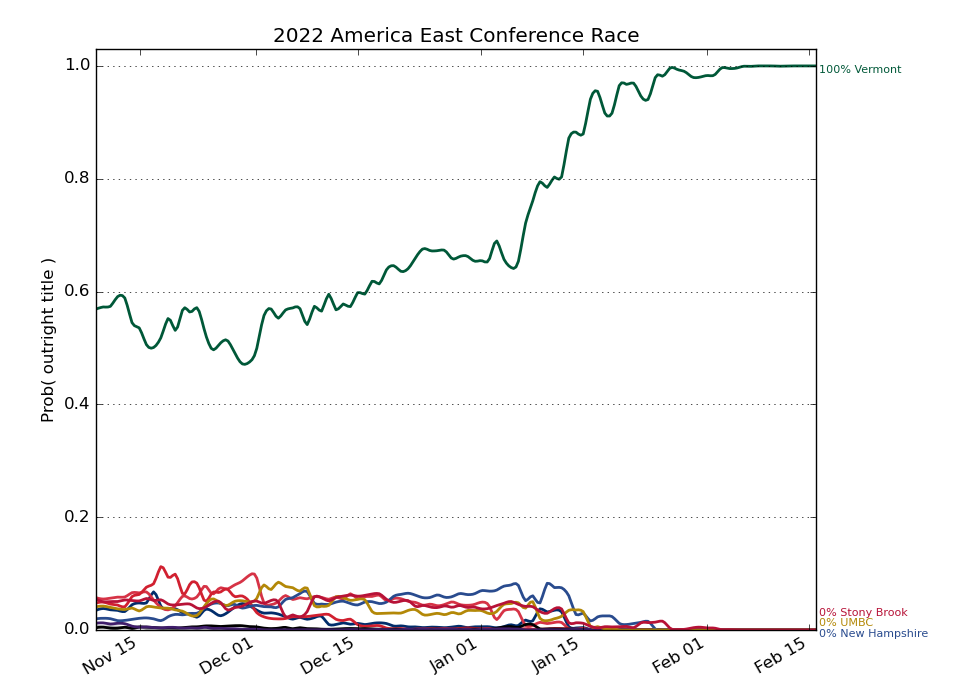 2022 America East Conference Race
Prob( outright title )
1.0
0.8
0.6
0.4
0.2
0.0
Nov 15
Dec 01
Dec 15
Jan 01
Jan 15
Feb 01
Feb 15
100% Vermont
0% Stony Brook
0% UMBC
0% New Hampshire